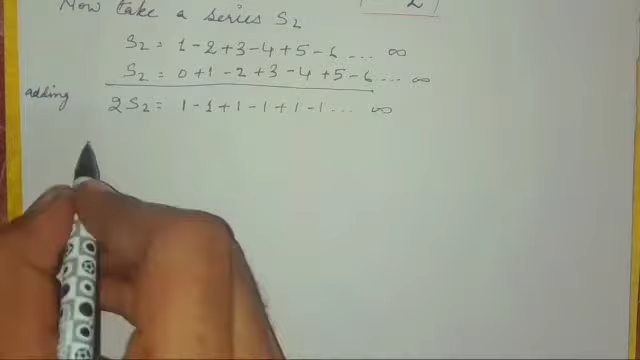 2
Now take a series S₂
S₂ = 1 - 2 + 3 - 4 + 5 - 6 ... ∞
S₂ = 0 + 1 - 2 + 3 - 4 + 5 - 6 ... ∞
adding 2S₂ = 1 - 1 + 1 - 1 + 1 - 1 ... ∞